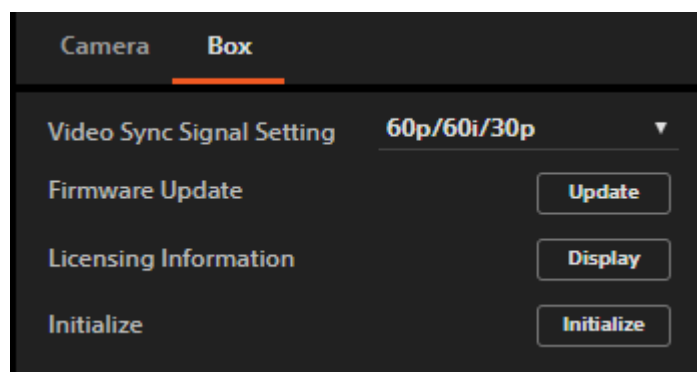 Camera Box
Video Sync Signal Setting 60p/60i/30p
Firmware Update Update
Licensing Information Display
Initialize Initialize